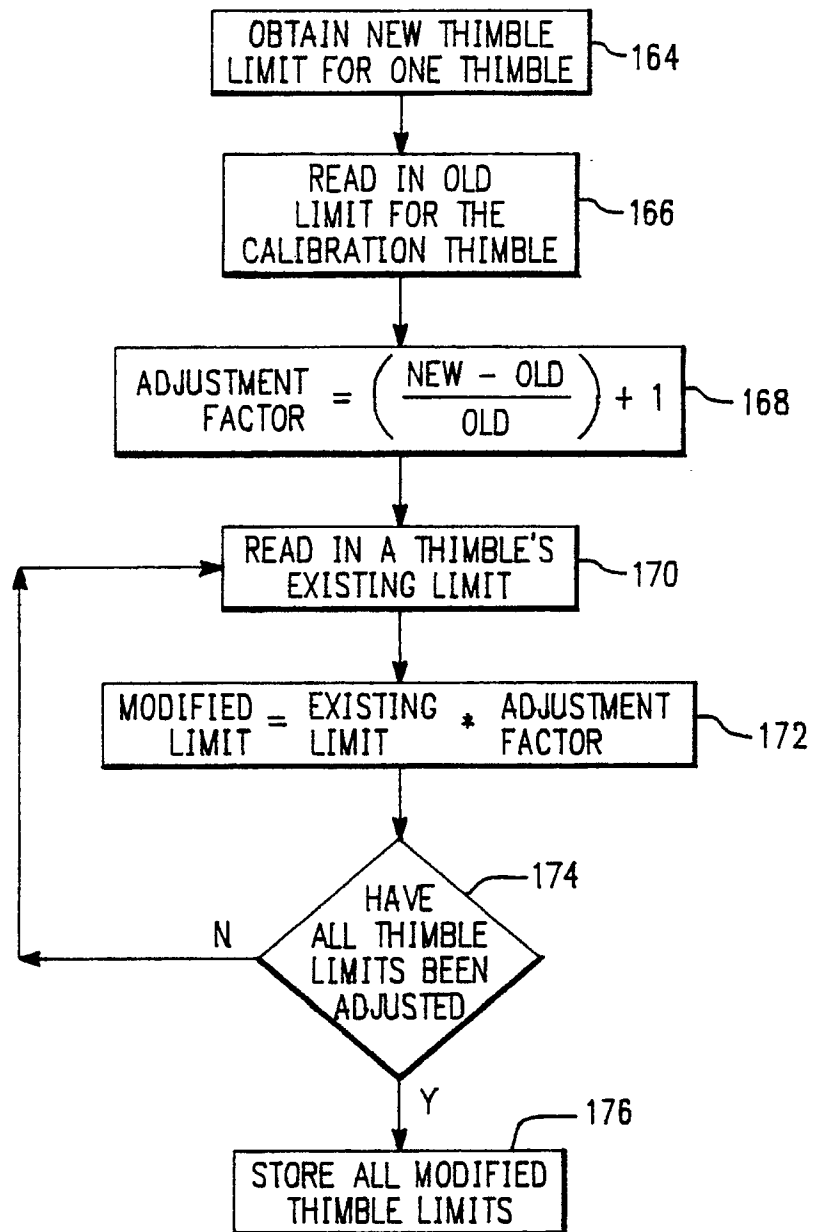 OBTAIN NEW THIMBLE
LIMIT FOR ONE THIMBLE
164
READ IN OLD
LIMIT FOR THE
CALIBRATION THIMBLE
166
ADJUSTMENT FACTOR = ( NEW - OLD / OLD ) + 1
168
READ IN A THIMBLE'S
EXISTING LIMIT
170
MODIFIED LIMIT = EXISTING LIMIT * ADJUSTMENT FACTOR
172
HAVE
ALL THIMBLE
LIMITS BEEN
ADJUSTED
174
N
Y
STORE ALL MODIFIED
THIMBLE LIMITS
176